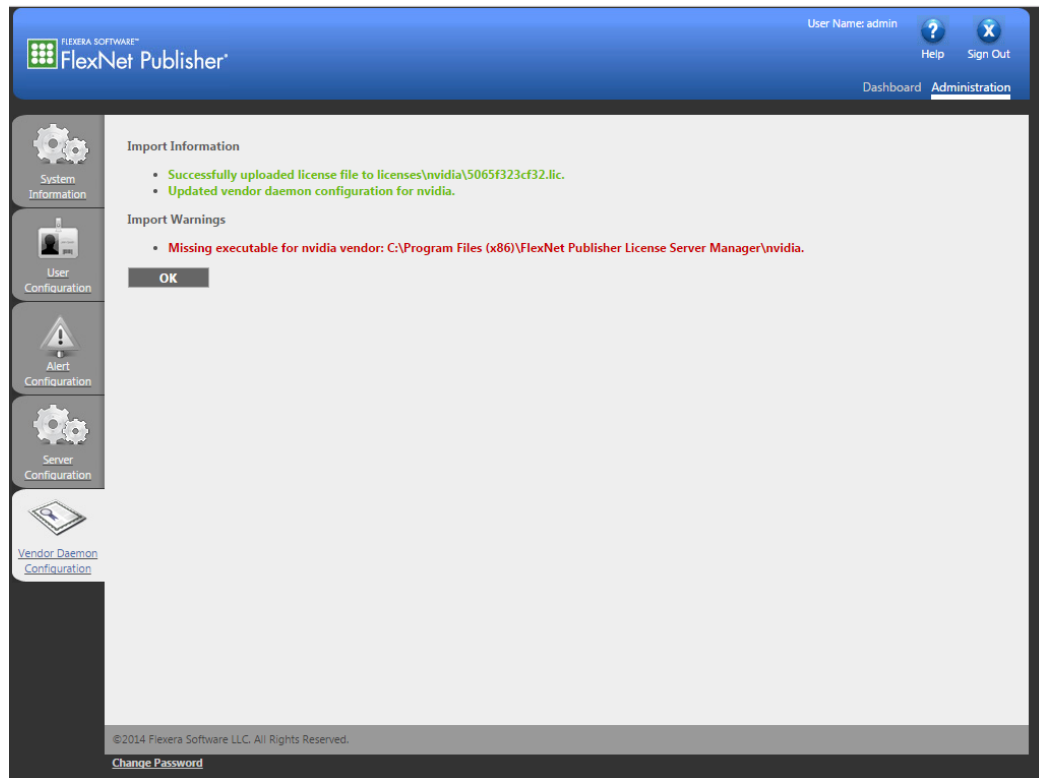 User Name: admin
FLEXERA SOFTWARE™
FlexNet Publisher®
?
X
Help
Sign Out
Dashboard
Administration
System
Information
User
Configuration
Alert
Configuration
Server
Configuration
Vendor Daemon
Configuration
Import Information
• Successfully uploaded license file to licenses\nvidia\5065f323cf32.lic.
• Updated vendor daemon configuration for nvidia.
Import Warnings
• Missing executable for nvidia vendor: C:\Program Files (x86)\FlexNet Publisher License Server Manager\nvidia.
OK
©2014 Flexera Software LLC. All Rights Reserved.
Change Password